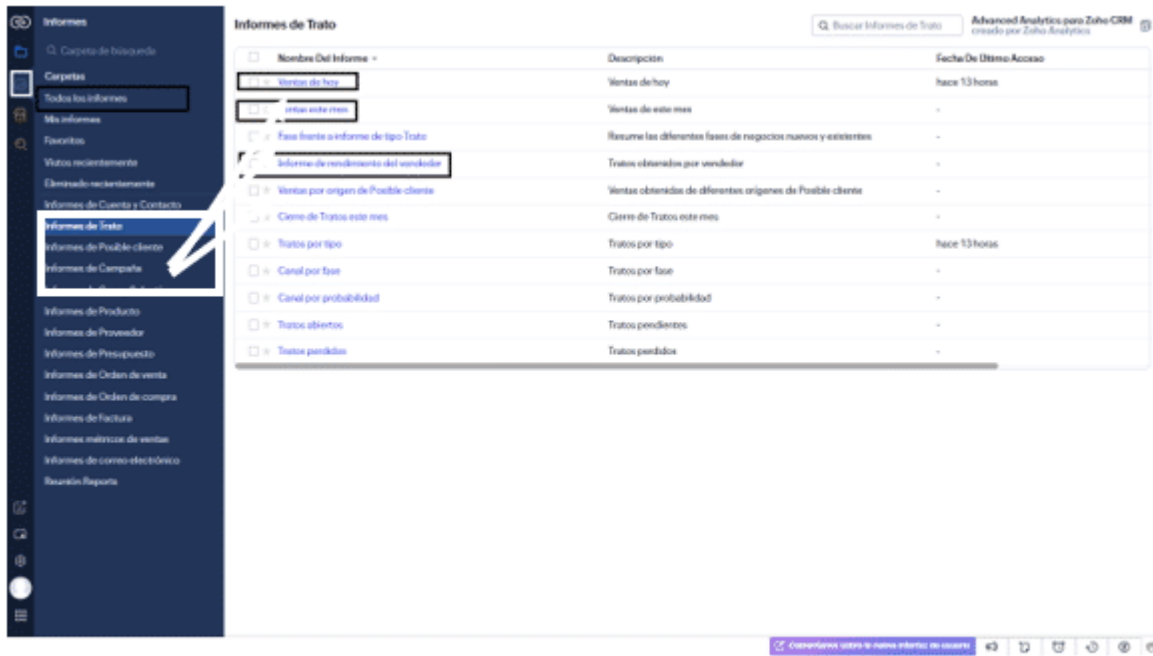 Informes
Carpeta de búsqueda
Carpetas
Todos los informes
Mis informes
Favoritos
Vistos recientemente
Eliminado recientemente
Informes de Cuenta y Contacto
Informes de Trato
Informes de Posible cliente
Informes de Campaña
Informes de Producto
Informes de Proveedor
Informes de Presupuesto
Informes de Orden de venta
Informes de Orden de compra
Informes de Factura
Informes métricos de ventas
Informes de correo electrónico
Reunión Reports
Informes de Trato
Buscar Informes de Trato
Advanced Analytics para Zoho CRM
creado por Zoho Analytics
Nombre Del Informe Descripción Fecha De Último Acceso
Ventas de hoy Ventas de hoy hace 13 horas
este mes Ventas de este mes -
Fase frente a informe de tipo Trato Resume las diferentes fases de negocios nuevos y existentes -
Informe de rendimiento del vendedor Tratos obtenidos por vendedor -
Ventas por origen de Posible cliente Ventas obtenidas de diferentes orígenes de Posible cliente -
Cierre de Tratos este mes Cierre de Tratos este mes -
Tratos por tipo Tratos por tipo hace 13 horas
Canal por fase Tratos por fase -
Canal por probabilidad Tratos por probabilidad -
Tratos abiertos Tratos pendientes -
Tratos perdidos Tratos perdidos -
Comentarios sobre la nueva interfaz de usuario